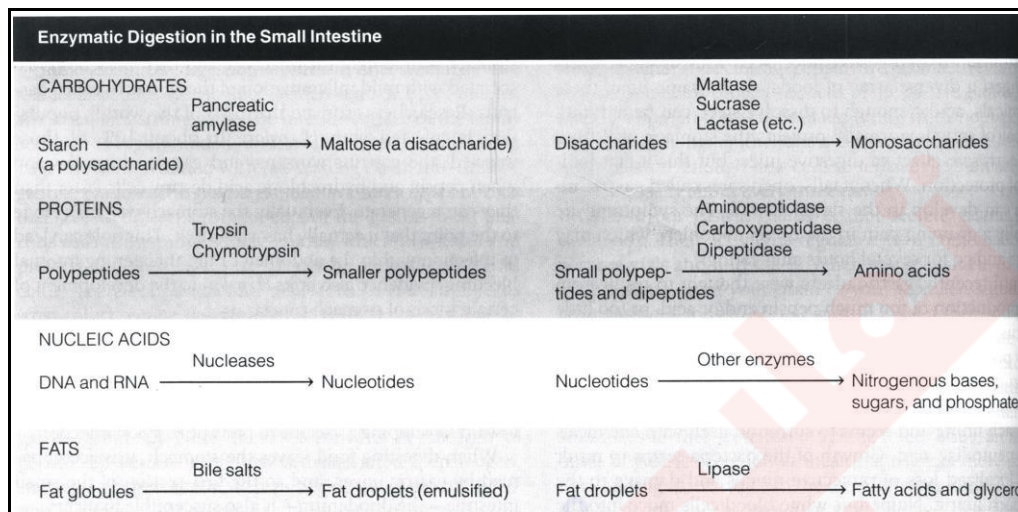 Enzymatic Digestion in the Small Intestine
CARBOHYDRATES
Pancreatic
amylase
Starch → Maltose (a disaccharide)
(a polysaccharide)
Maltase
Sucrase
Lactase (etc.)
Disaccharides → Monosaccharides
PROTEINS
Trypsin
Chymotrypsin
Polypeptides → Smaller polypeptides
Aminopeptidase
Carboxypeptidase
Dipeptidase
Small polypep-
tides and dipeptides → Amino acids
NUCLEIC ACIDS
Nucleases
DNA and RNA → Nucleotides
Other enzymes
Nucleotides → Nitrogenous bases,
sugars, and phosphate
FATS
Bile salts
Fat globules → Fat droplets (emulsified)
Lipase
Fat droplets → Fatty acids and glycero